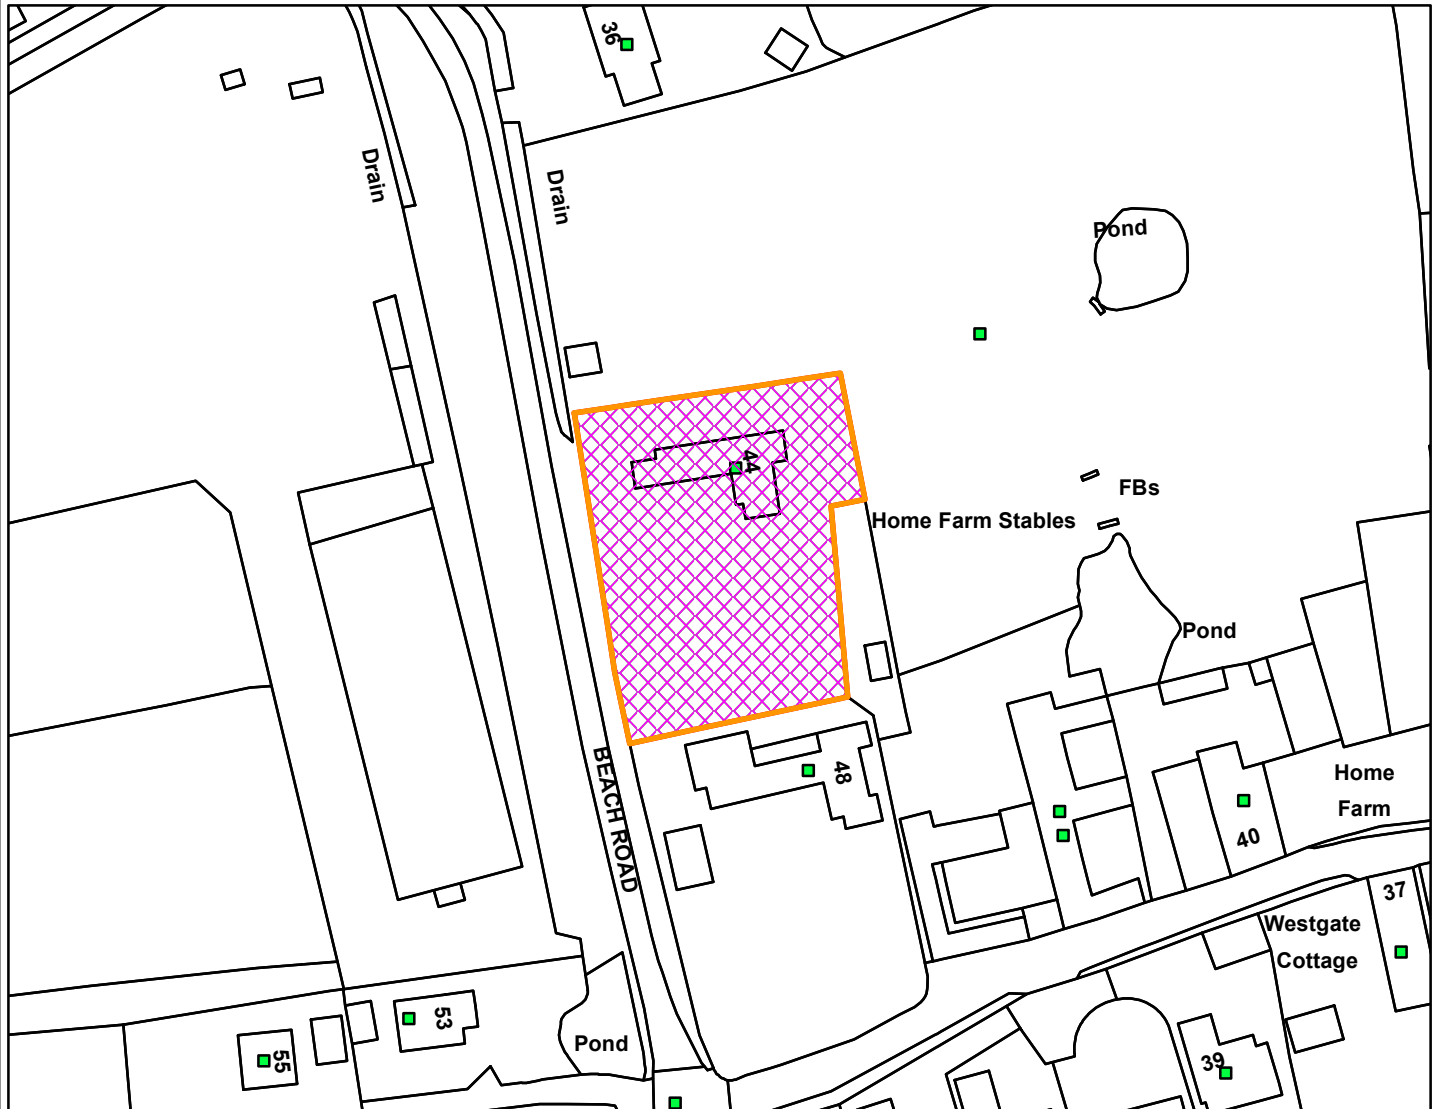 36
Drain
Drain
Pond
44
FBs
Home Farm Stables
Pond
BEACH ROAD
48
Home
Farm
40
37
Westgate
Cottage
53
Pond
55
39